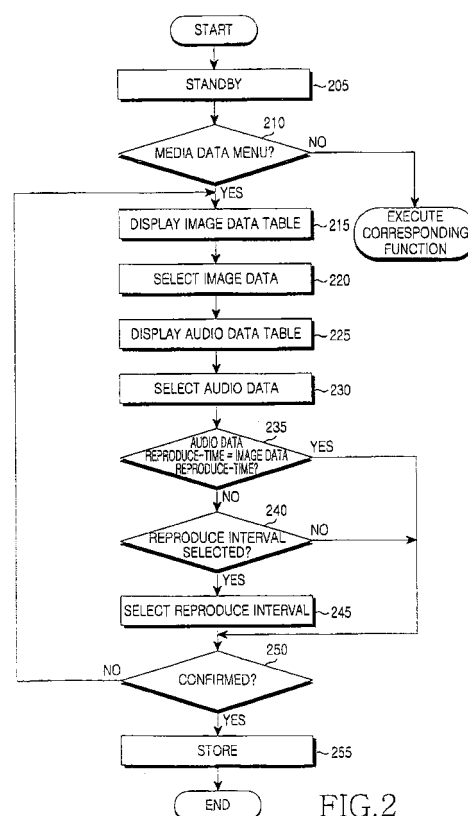 START
STANDBY
205
210
MEDIA DATA MENU?
NO
YES
EXECUTE
CORRESPONDING
FUNCTION
DISPLAY IMAGE DATA TABLE
215
SELECT IMAGE DATA
220
DISPLAY AUDIO DATA TABLE
225
SELECT AUDIO DATA
230
235
AUDIO DATA
REPRODUCE-TIME = IMAGE DATA
REPRODUCE-TIME?
YES
NO
240
REPRODUCE INTERVAL
SELECTED?
NO
YES
SELECT REPRODUCE INTERVAL
245
250
NO
CONFIRMED?
YES
STORE
255
END
FIG.2